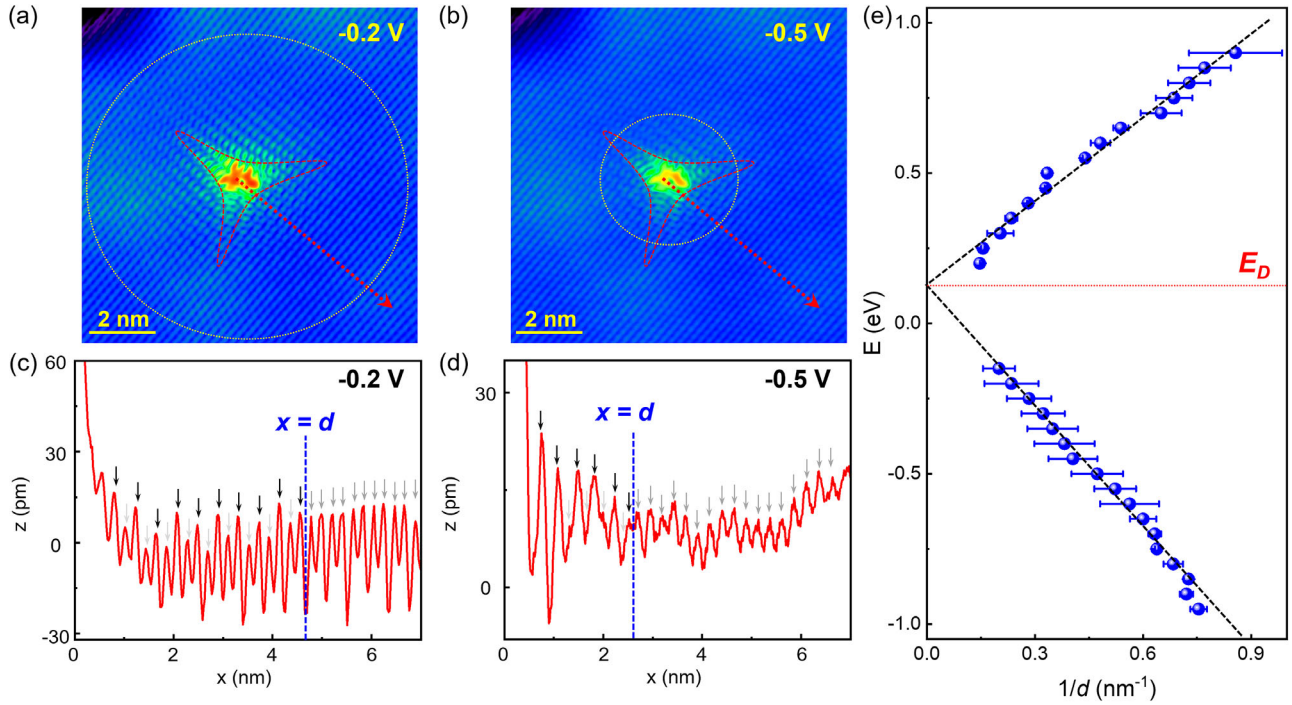 (a)
-0.2 V
2 nm
(b)
-0.5 V
2 nm
(c)
-0.2 V
x = d
60
30
15
0
-30
z (pm)
0
2
4
6
x (nm)
(d)
-0.5 V
x = d
30
0
z (pm)
0
2
4
6
x (nm)
(e)
1.0
0.5
0.0
-0.5
-1.0
E (eV)
E_D
0.0
0.3
0.6
0.9
1/d (nm⁻¹)